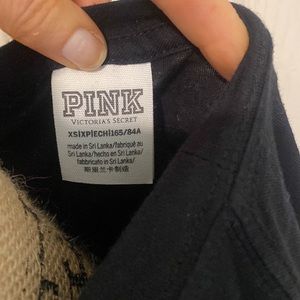 PINK
VICTORIA'S SECRET
XS|XP|ECH|165/84A
made in Sri Lanka/fabriqué au
Sri Lanka/hecho en Sri Lanka/
fabricado in Sri Lanka/
斯里兰卡制造